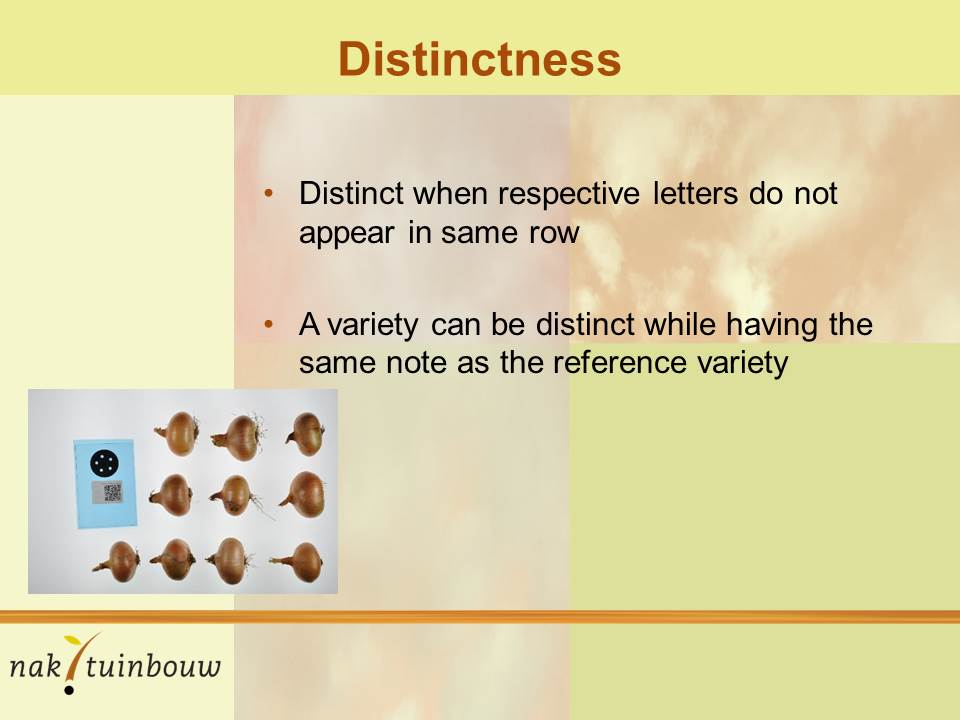 Distinctness
• Distinct when respective letters do not
appear in same row
• A variety can be distinct while having the
same note as the reference variety
nak tuinbouw